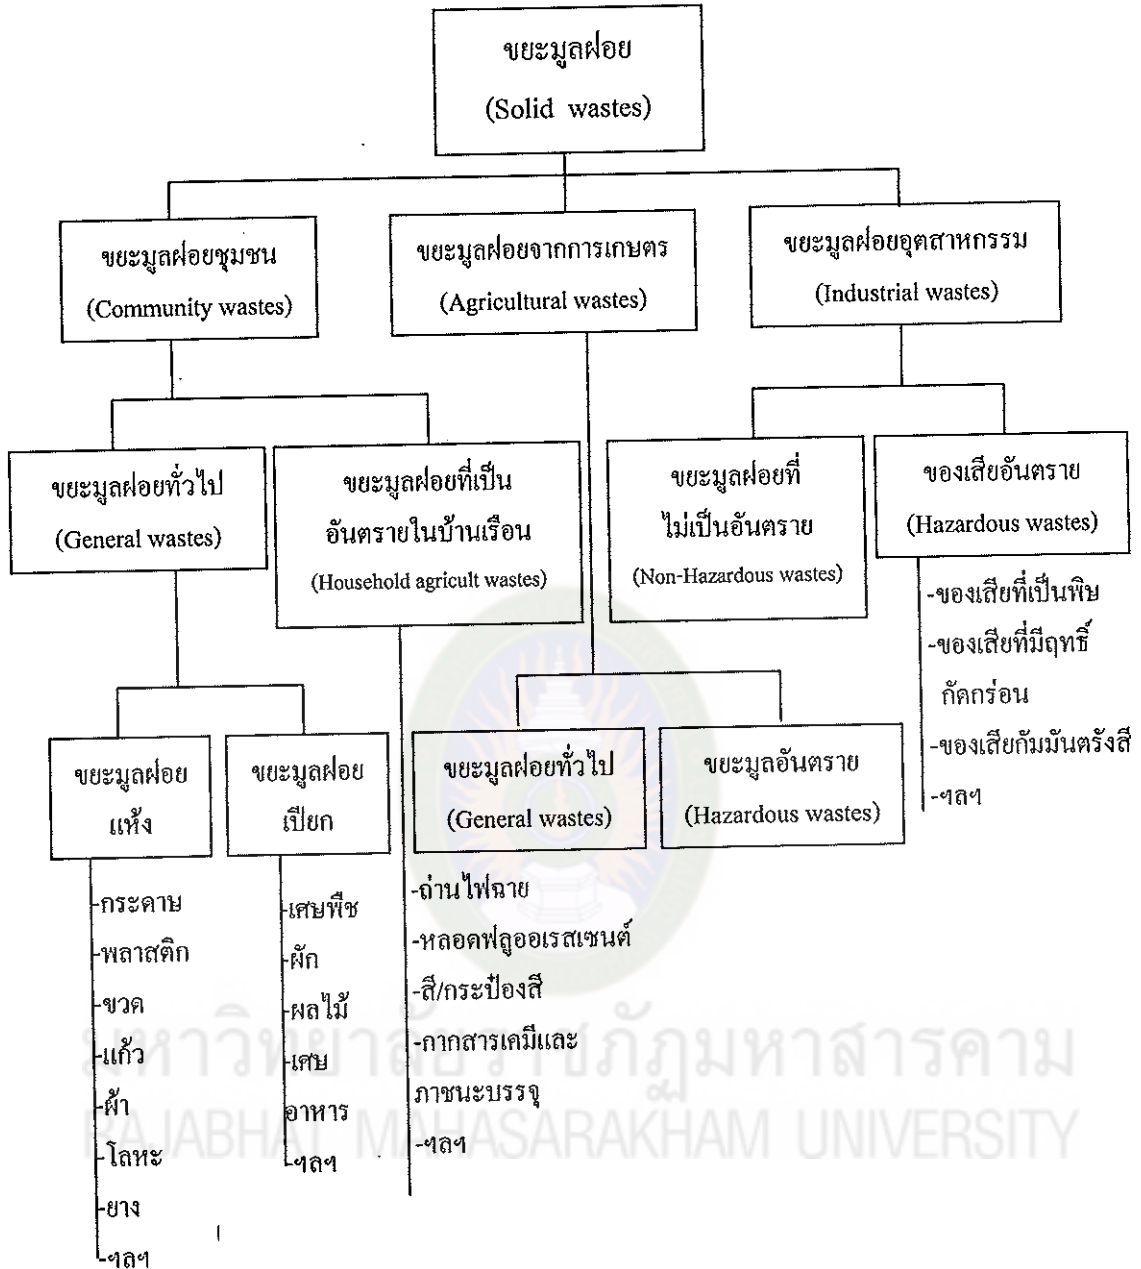 ขยะมูลฝอย
(Solid wastes)
ขยะมูลฝอยชุมชน
(Community wastes)
ขยะมูลฝอยจากการเกษตร
(Agricultural wastes)
ขยะมูลฝอยอุตสาหกรรม
(Industrial wastes)
ขยะมูลฝอยทั่วไป
(General wastes)
ขยะมูลฝอยที่เป็น
อันตรายในบ้านเรือน
(Household agricult wastes)
ขยะมูลฝอยที่
ไม่เป็นอันตราย
(Non-Hazardous wastes)
ของเสียอันตราย
(Hazardous wastes)
-ของเสียที่เป็นพิษ
-ของเสียที่มีฤทธิ์
กัดกร่อน
-ของเสียกัมมันตรังสี
-ฯลฯ
ขยะมูลฝอย
แห้ง
ขยะมูลฝอย
เปียก
ขยะมูลฝอยทั่วไป
(General wastes)
ขยะมูลอันตราย
(Hazardous wastes)
-กระดาษ
-พลาสติก
-ขวด
-แก้ว
-ผ้า
-โลหะ
-ยาง
-ฯลฯ
-เศษพืช
-ผัก
-ผลไม้
-เศษ
อาหาร
-ฯลฯ
-ถ่านไฟฉาย
-หลอดฟลูออเรสเซนต์
-สี/กระป๋องสี
-กากสารเคมีและ
ภาชนะบรรจุ
-ฯลฯ
มหาวิทยาลัยราชภัฏมหาสารคาม
RAJABHAT MAHASARAKHAM UNIVERSITY